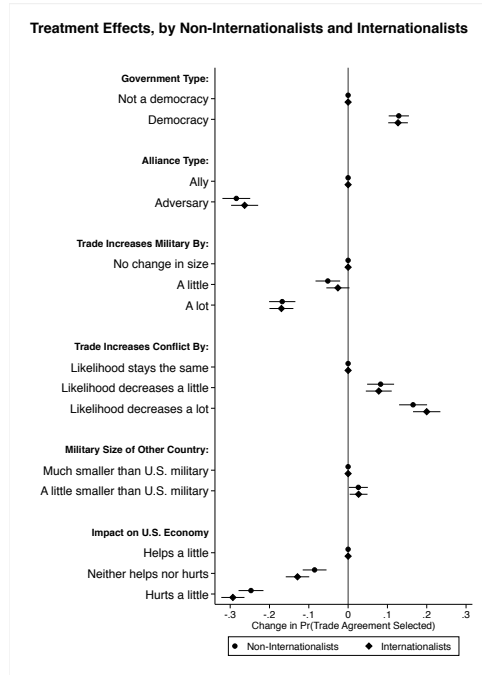 Treatment Effects, by Non-Internationalists and Internationalists
Government Type:
Not a democracy
Democracy
Alliance Type:
Ally
Adversary
Trade Increases Military By:
No change in size
A little
A lot
Trade Increases Conflict By:
Likelihood stays the same
Likelihood decreases a little
Likelihood decreases a lot
Military Size of Other Country:
Much smaller than U.S. military
A little smaller than U.S. military
Impact on U.S. Economy
Helps a little
Neither helps nor hurts
Hurts a little
-.3 -.2 -.1 0 .1 .2 .3
Change in Pr(Trade Agreement Selected)
Non-Internationalists Internationalists